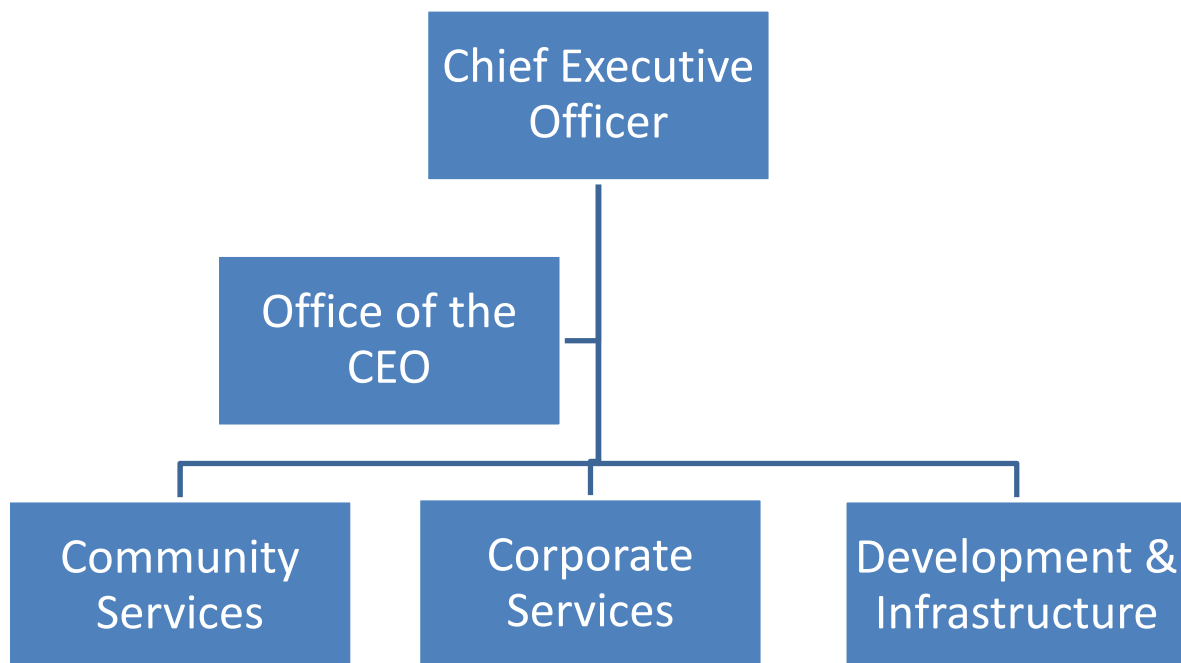 Chief Executive
Officer
Office of the
CEO
Community
Services
Corporate
Services
Development &
Infrastructure